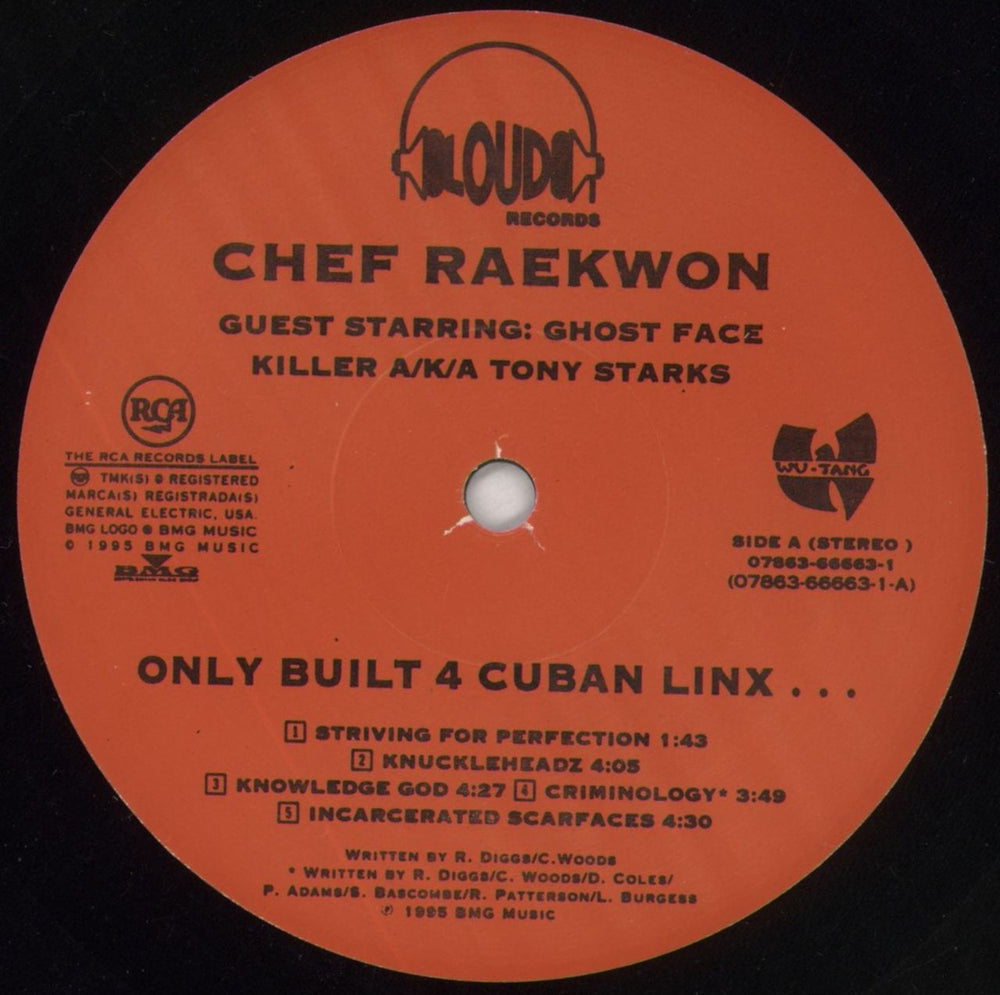 LOUD
RECORDS
CHEF RAEKWON
GUEST STARRING: GHOST FACE
KILLER A/K/A TONY STARKS
RCA
THE RCA RECORDS LABEL
TMK(S) ® REGISTERED
MARCA(S) REGISTRADA(S)
GENERAL ELECTRIC, USA.
BMG LOGO ® BMG MUSIC
© 1995 BMG MUSIC
BMG
WU-TANG
SIDE A (STEREO )
07863-66663-1
(07863-66663-1-A)
ONLY BUILT 4 CUBAN LINX . . .
1 STRIVING FOR PERFECTION 1:43
2 KNUCKLEHEADZ 4:05
3 KNOWLEDGE GOD 4:27 4 CRIMINOLOGY* 3:49
5 INCARCERATED SCARFACES 4:30
WRITTEN BY R. DIGGS/C.WOODS
* WRITTEN BY R. DIGGS/C. WOODS/D. COLES/
P. ADAMS/S. BASCOMBE/R. PATTERSON/L. BURGESS
℗ 1995 BMG MUSIC